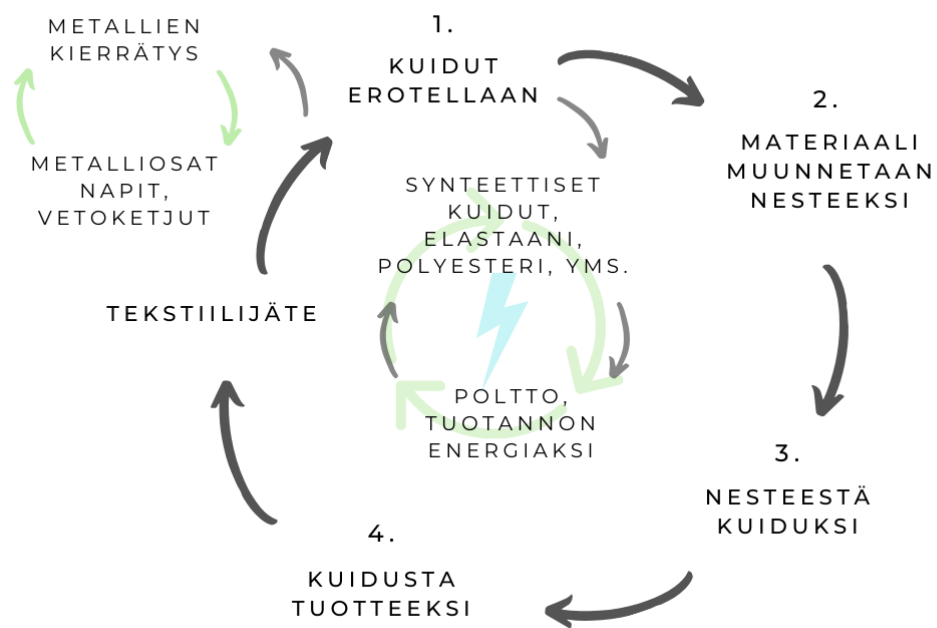 METALLIEN
KIERRÄTYS
METALLIOSAT
NAPIT,
VETOKETJUT
1.
KUIDUT
EROTELLAAN
2.
MATERIAALI
MUUNNETAAN
NESTEEKSI
SYNTEETTISET
KUIDUT,
ELASTAANI,
POLYESTERI, YMS.
TEKSTIILIJÄTE
POLTTO,
TUOTANNON
ENERGIAKSI
3.
NESTEESTÄ
KUIDUKSI
4.
KUIDUSTA
TUOTTEEKSI